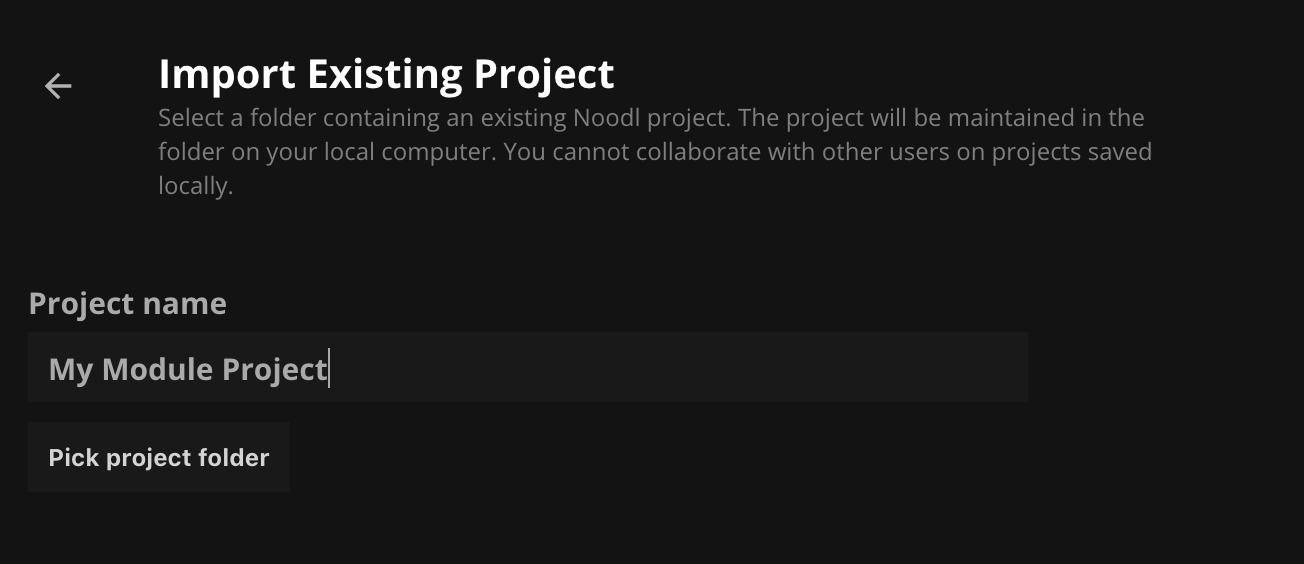 Import Existing Project
Select a folder containing an existing Noodl project. The project will be maintained in the
folder on your local computer. You cannot collaborate with other users on projects saved
locally.
Project name
My Module Project
Pick project folder